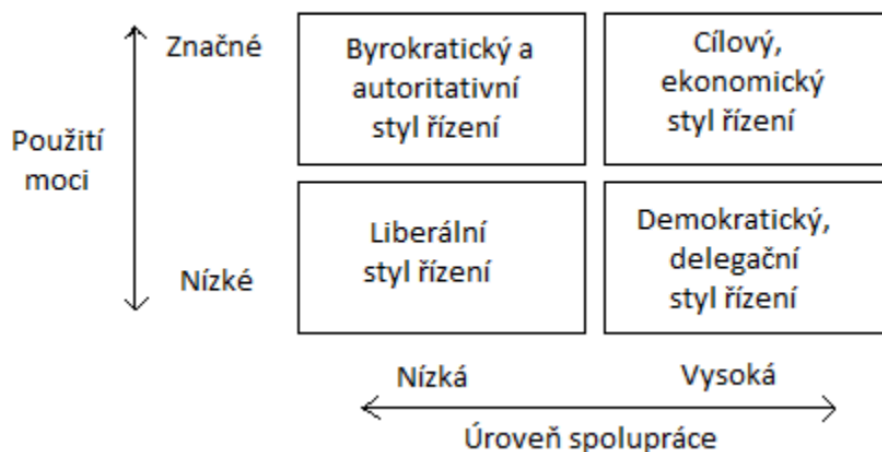 Značné
Byrokratický a
autoritativní
styl řízení
Cílový,
ekonomický
styl řízení
Použití
moci
Nízké
Liberální
styl řízení
Demokratický,
delegační
styl řízení
Nízká
Vysoká
Úroveň spolupráce